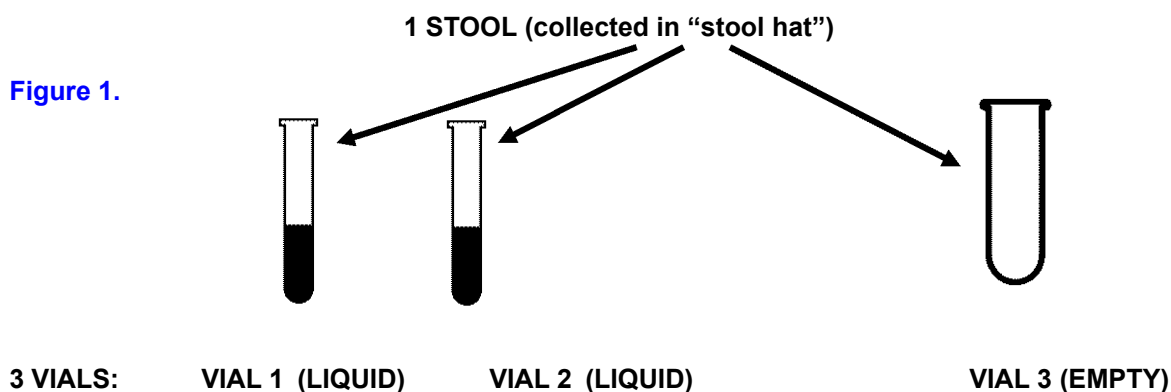 1 STOOL (collected in “stool hat”)
Figure 1.
3 VIALS: VIAL 1 (LIQUID) VIAL 2 (LIQUID) VIAL 3 (EMPTY)